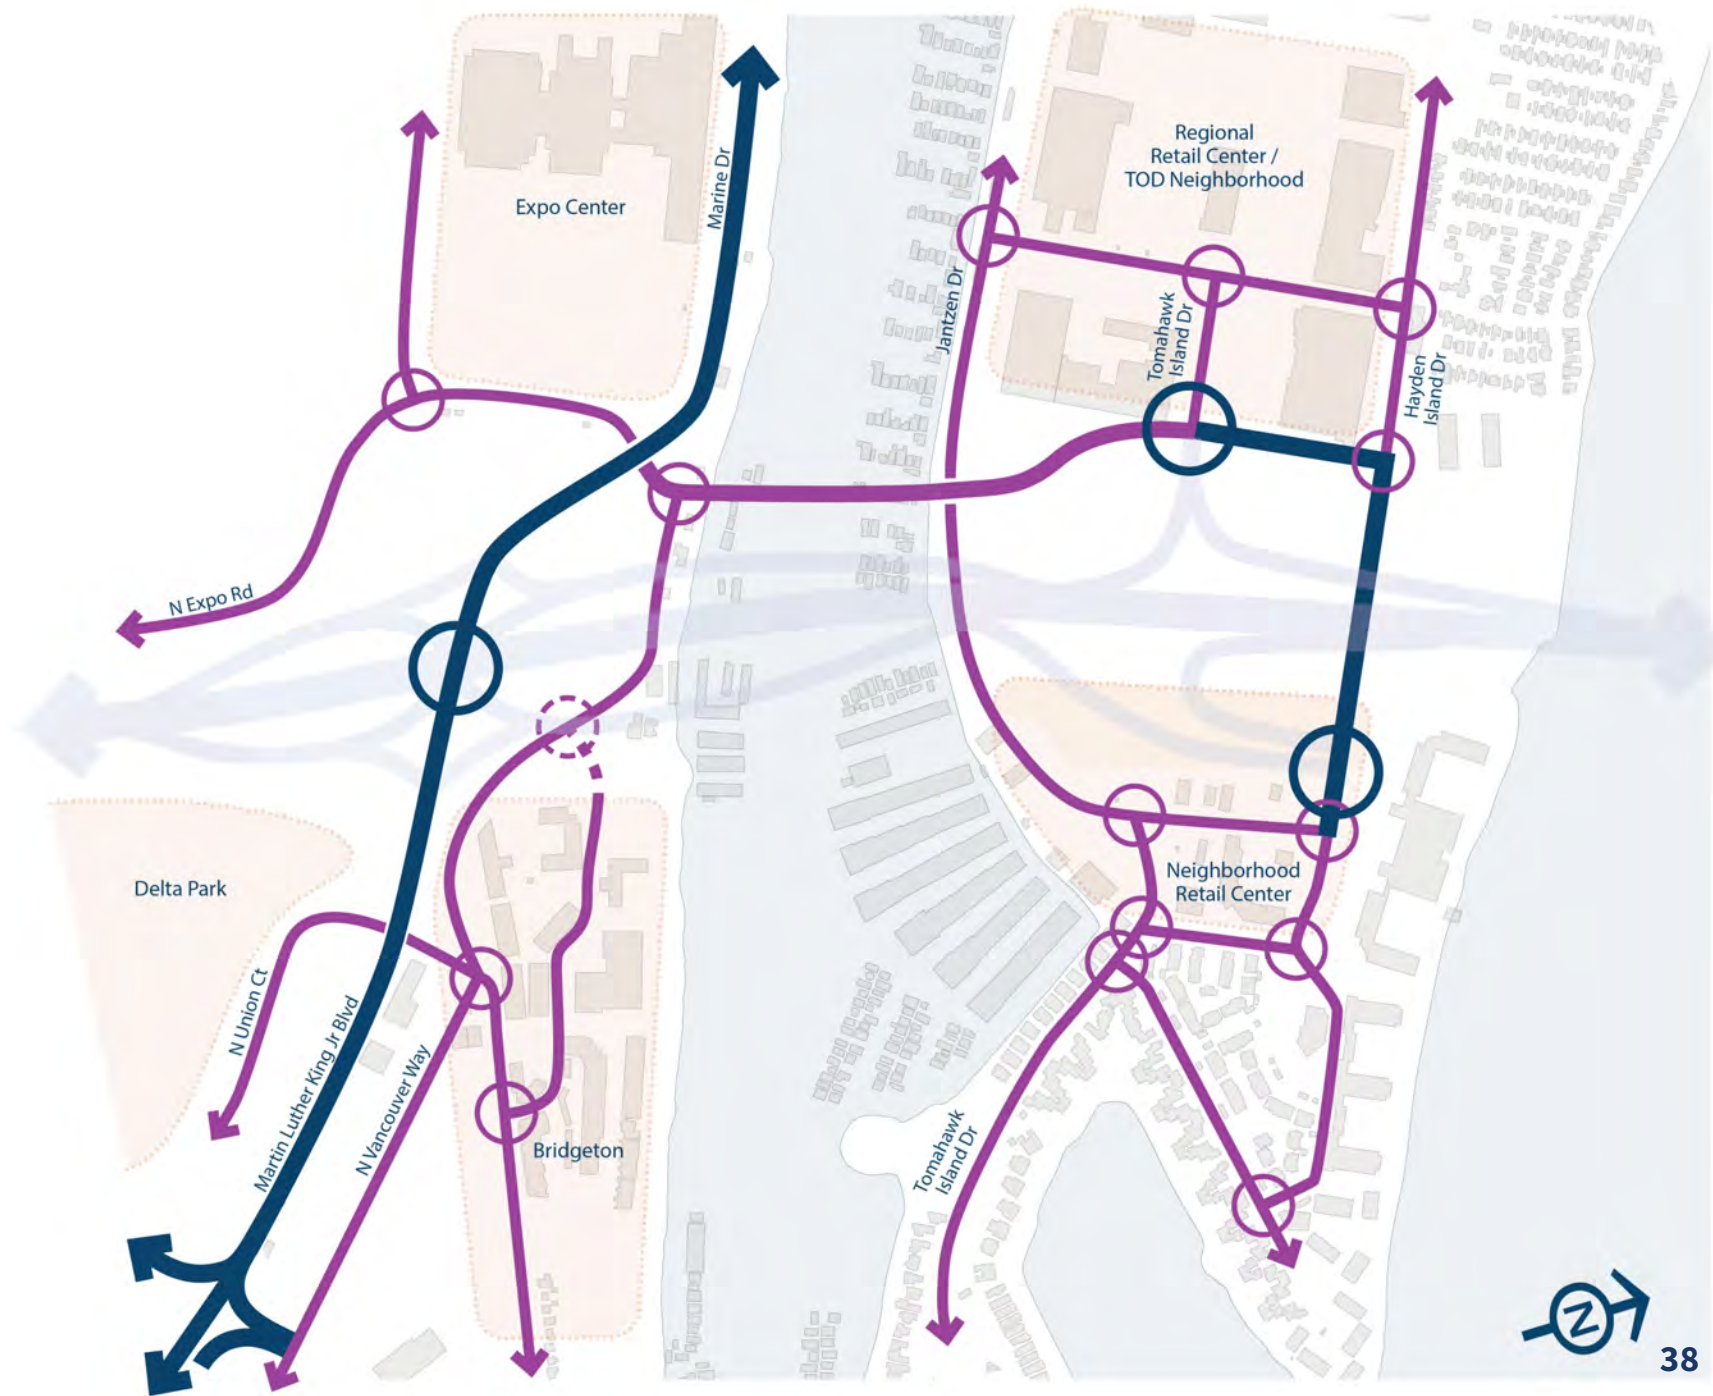 Regional
Retail Center /
TOD Neighborhood
Expo Center
Marine Dr
Jantzen Dr
Tomahawk
Island Dr
Hayden
Island Dr
N Expo Rd
Delta Park
Neighborhood
Retail Center
N Union Ct
Martin Luther King Jr Blvd
N Vancouver Way
Bridgeton
Tomahawk
Island Dr
N
38